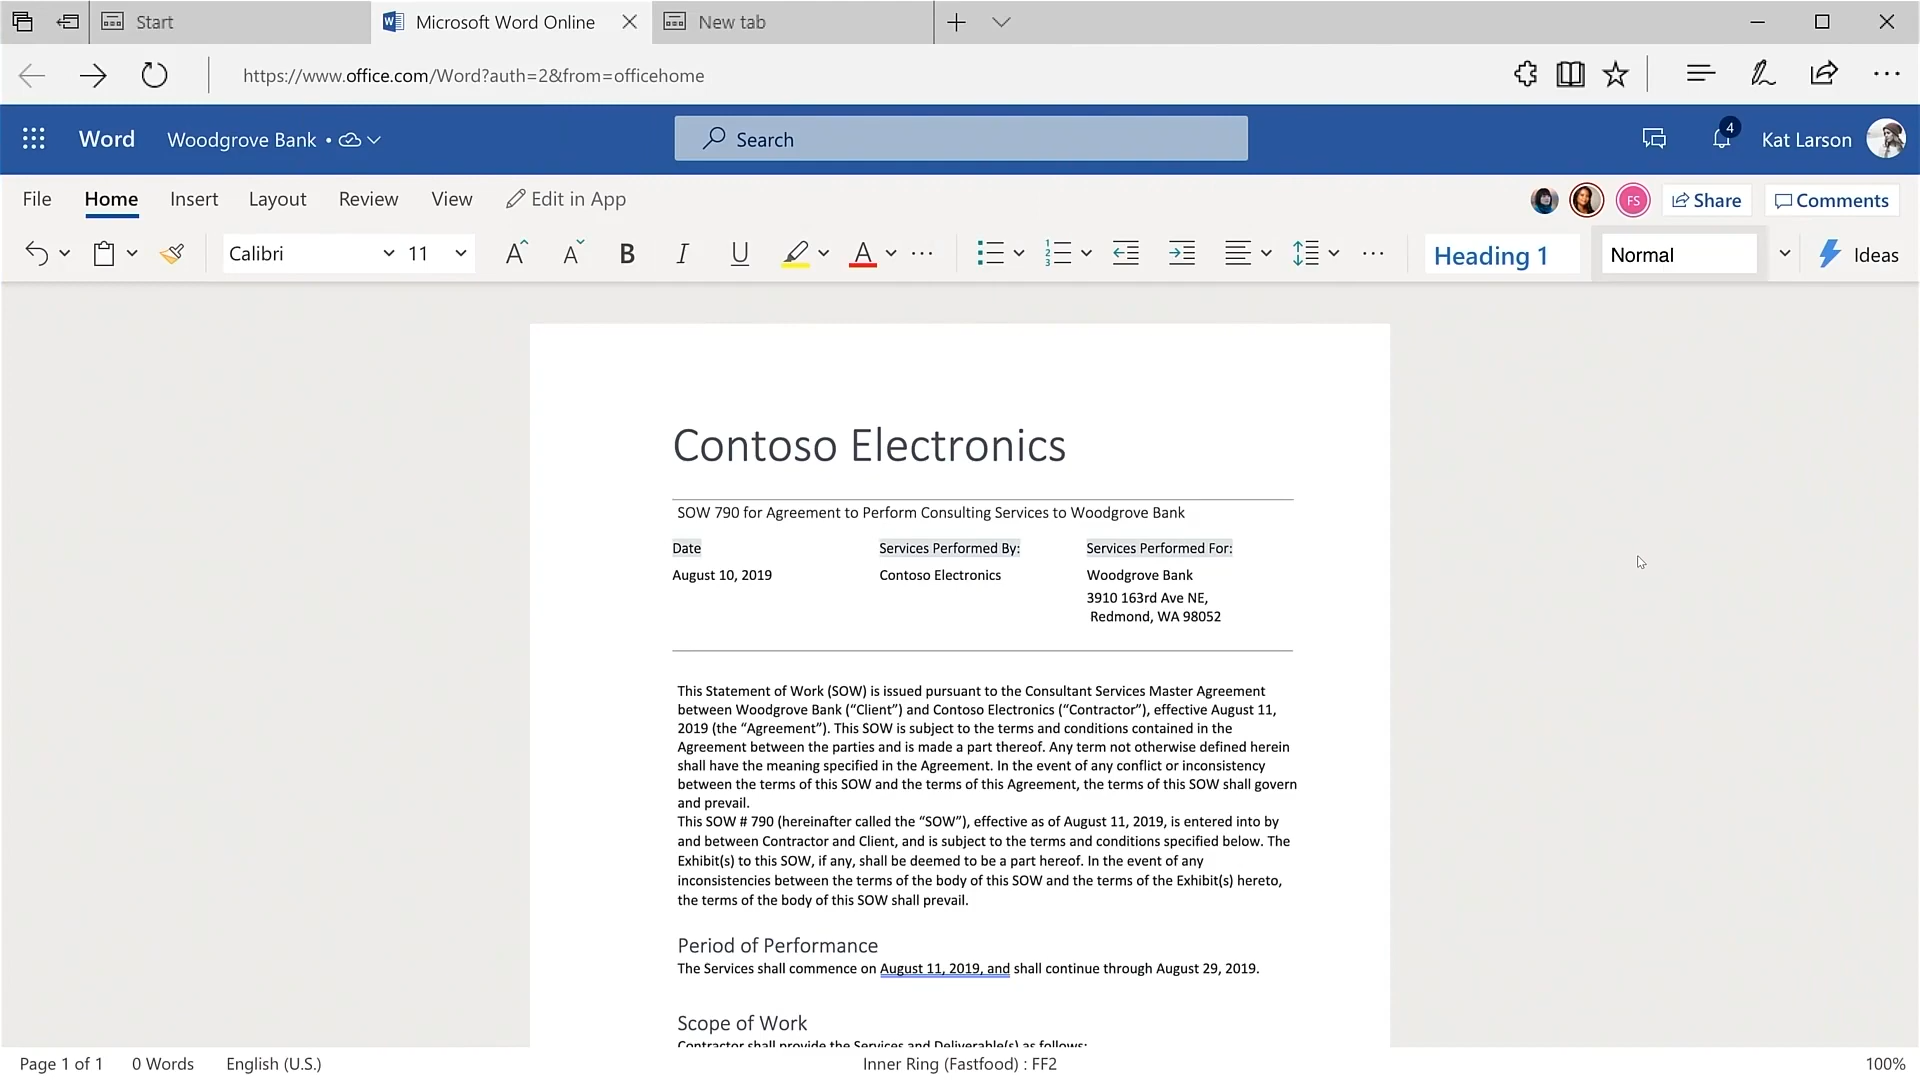 Start
Microsoft Word Online
New tab
https://www.office.com/Word?auth=2&from=officehome
Word
Woodgrove Bank •
Search
4
Kat Larson
File Home Insert Layout Review View Edit in App
FS
Share
Comments
Calibri
11
A A B I U A
Heading 1
Normal
Ideas
Contoso Electronics
SOW 790 for Agreement to Perform Consulting Services to Woodgrove Bank
Date Services Performed By: Services Performed For:
August 10, 2019 Contoso Electronics Woodgrove Bank
3910 163rd Ave NE,
Redmond, WA 98052
This Statement of Work (SOW) is issued pursuant to the Consultant Services Master Agreement
between Woodgrove Bank (“Client”) and Contoso Electronics (“Contractor”), effective August 11,
2019 (the “Agreement”). This SOW is subject to the terms and conditions contained in the
Agreement between the parties and is made a part thereof. Any term not otherwise defined herein
shall have the meaning specified in the Agreement. In the event of any conflict or inconsistency
between the terms of this SOW and the terms of this Agreement, the terms of this SOW shall govern
and prevail.
This SOW # 790 (hereinafter called the “SOW”), effective as of August 11, 2019, is entered into by
and between Contractor and Client, and is subject to the terms and conditions specified below. The
Exhibit(s) to this SOW, if any, shall be deemed to be a part hereof. In the event of any
inconsistencies between the terms of the body of this SOW and the terms of the Exhibit(s) hereto,
the terms of the body of this SOW shall prevail.
Period of Performance
The Services shall commence on August 11, 2019, and shall continue through August 29, 2019.
Scope of Work
Contractor shall provide the Services and Deliverable(s) as follows:
Page 1 of 1 0 Words English (U.S.) Inner Ring (Fastfood) : FF2 100%